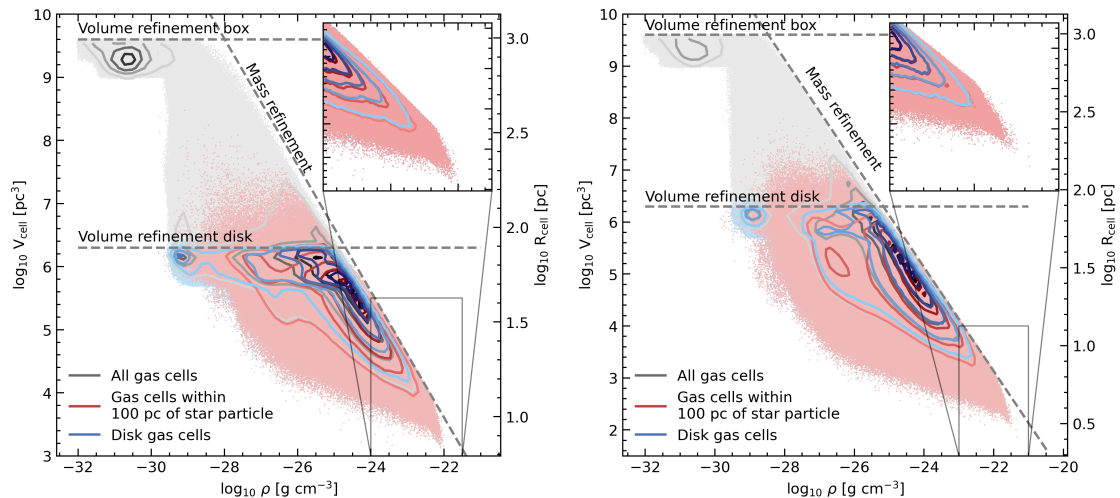 Volume refinement box
Mass refinement
Volume refinement disk
All gas cells
Gas cells within
100 pc of star particle
Disk gas cells
10
9
8
7
6
5
4
3
log₁₀ V_cell [pc³]
3.0
2.5
2.0
1.5
1.0
log₁₀ R_cell [pc]
−32 −30 −28 −26 −24 −22
log₁₀ ρ [g cm⁻³]
Volume refinement box
Mass refinement
Volume refinement disk
All gas cells
Gas cells within
100 pc of star particle
Disk gas cells
10
9
8
7
6
5
4
3
2
log₁₀ V_cell [pc³]
3.0
2.5
2.0
1.5
1.0
0.5
log₁₀ R_cell [pc]
−32 −30 −28 −26 −24 −22 −20
log₁₀ ρ [g cm⁻³]